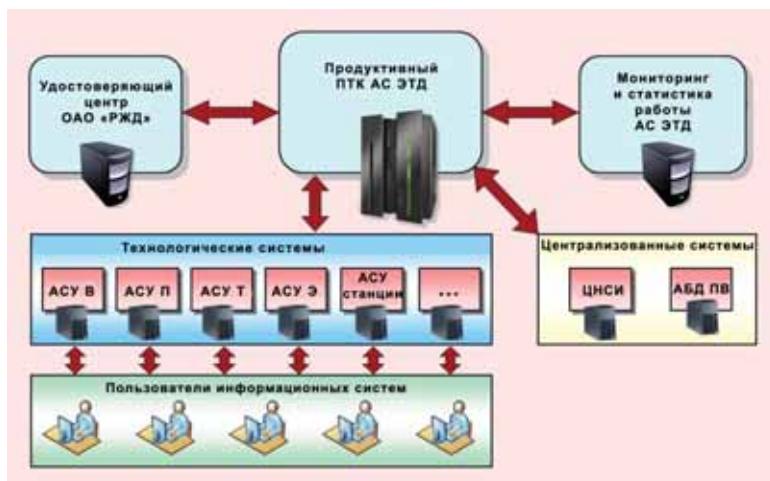 Удостоверяющий
центр
ОАО «РЖД»
Продуктивный
ПТК АС ЭТД
Мониторинг
и статистика
работы
АС ЭТД
Технологические системы
АСУ В
АСУ П
АСУ Т
АСУ Э
АСУ
станции
...
Централизованные системы
ЦНСИ
АБД ПВ
Пользователи информационных систем